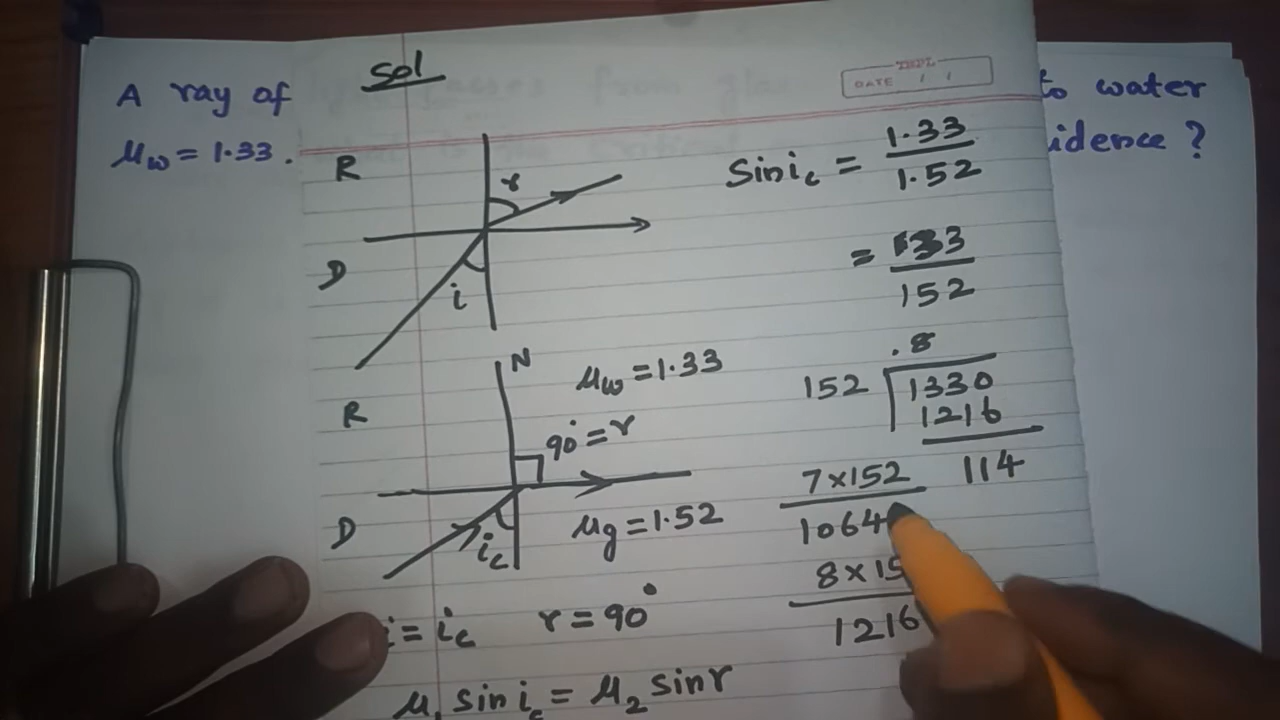 A ray of
to water
μw = 1.33.
idence ?
Sol
DATE / /
R
r
D
i
Sin ic = 1.33
1.52
= 133
152
.8
152 1330
1216
114
7×152
1064
8×15
1216
N
μw = 1.33
R
90° = r
D
ic
μg = 1.52
i = ic r = 90°
μ1 sin ic = μ2 sin r